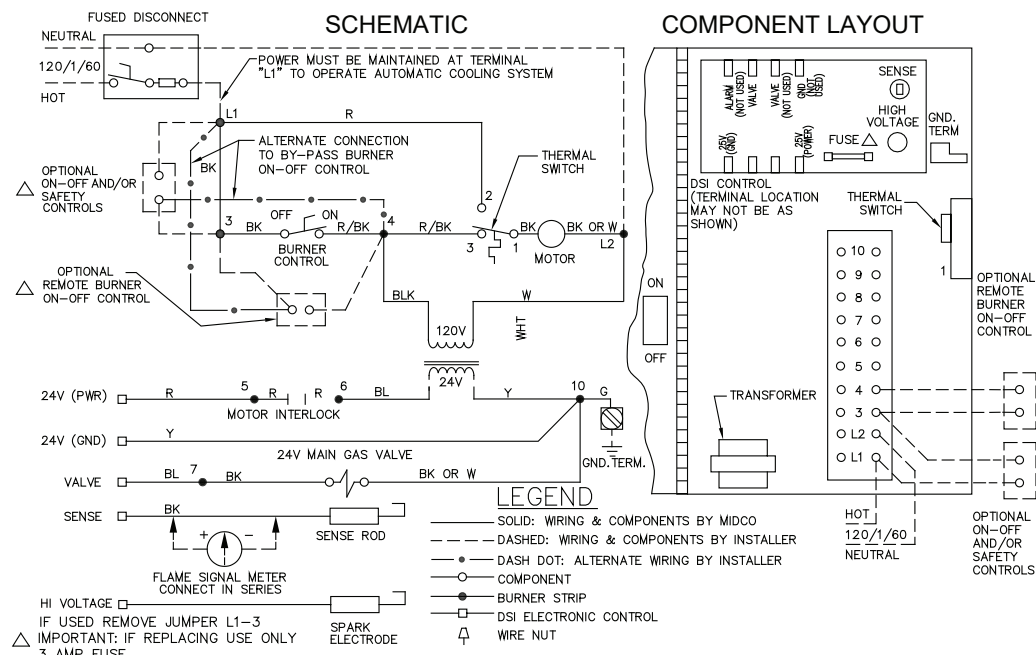 SCHEMATIC
COMPONENT LAYOUT
FUSED DISCONNECT
NEUTRAL
120/1/60
HOT
POWER MUST BE MAINTAINED AT TERMINAL
"L1" TO OPERATE AUTOMATIC COOLING SYSTEM
L1
R
ALTERNATE CONNECTION
TO BY-PASS BURNER
ON-OFF CONTROL
BK
OPTIONAL
ON-OFF AND/OR
SAFETY
CONTROLS
THERMAL
SWITCH
2
3
BK
OFF
ON
R/BK
4
R/BK
3
1
BK
BK OR W
L2
BURNER
CONTROL
MOTOR
OPTIONAL
REMOTE BURNER
ON-OFF CONTROL
BLK
W
WHT
120V
24V
24V (PWR)
R
5
R
R
6
BL
Y
10
G
MOTOR INTERLOCK
24V (GND)
Y
GND.TERM.
24V MAIN GAS VALVE
VALVE
BL
7
BK
BK OR W
SENSE
BK
SENSE ROD
+
-
FLAME SIGNAL METER
CONNECT IN SERIES
HI VOLTAGE
SPARK
ELECTRODE
IF USED REMOVE JUMPER L1-3
IMPORTANT: IF REPLACING USE ONLY
3 AMP FUSE
LEGEND
SOLID: WIRING & COMPONENTS BY MIDCO
DASHED: WIRING & COMPONENTS BY INSTALLER
DASH DOT: ALTERNATE WIRING BY INSTALLER
COMPONENT
BURNER STRIP
DSI ELECTRONIC CONTROL
WIRE NUT
ALARM
(NOT USED)
VALVE
VALVE
(NOT USED)
GND
(NOT
USED)
SENSE
HIGH
VOLTAGE
25V
(GND)
25V
(POWER)
FUSE
GND.
TERM
DSI CONTROL
(TERMINAL LOCATION
MAY NOT BE AS
SHOWN)
THERMAL
SWITCH
1
ON
OFF
10
9
8
7
6
5
4
3
L2
L1
OPTIONAL
REMOTE
BURNER
ON-OFF
CONTROL
TRANSFORMER
HOT
120/1/60
NEUTRAL
OPTIONAL
ON-OFF
AND/OR
SAFETY
CONTROLS